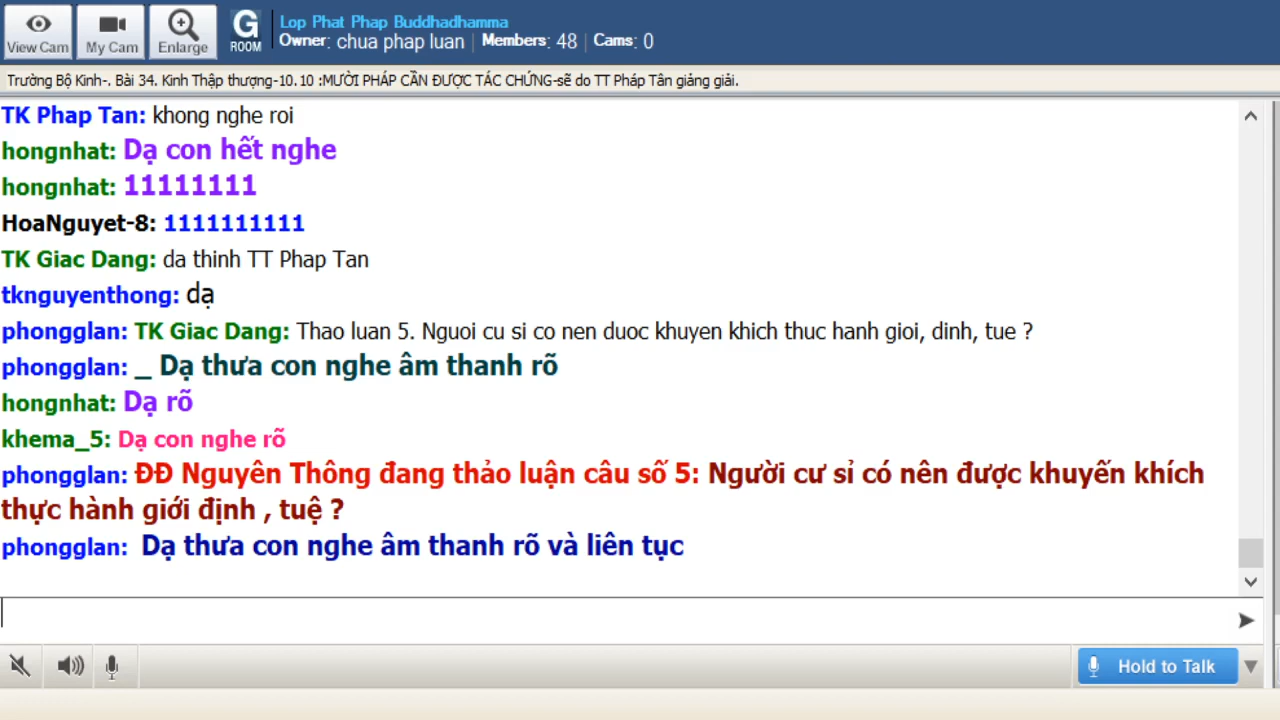 View Cam
My Cam
Enlarge
G
ROOM
Lop Phat Phap Buddhadhamma
Owner: chua phap luan | Members: 48 | Cams: 0
Trường Bộ Kinh-. Bài 34. Kinh Thập thượng-10.10 :MƯỜI PHÁP CẦN ĐƯỢC TÁC CHỨNG-sẽ do TT Pháp Tân giảng giải.
TK Phap Tan: khong nghe roi
hongnhat: Dạ con hết nghe
hongnhat: 11111111
HoaNguyet-8: 1111111111
TK Giac Dang: da thinh TT Phap Tan
tknguyenthong: dạ
phongglan: TK Giac Dang: Thao luan 5. Nguoi cu si co nen duoc khuyen khich thuc hanh gioi, dinh, tue ?
phongglan: _ Dạ thưa con nghe âm thanh rõ
hongnhat: Dạ rõ
khema_5: Dạ con nghe rõ
phongglan: ĐĐ Nguyên Thông đang thảo luận câu số 5: Người cư sỉ có nên được khuyến khích
thực hành giới định , tuệ ?
phongglan: Dạ thưa con nghe âm thanh rõ và liên tục
Hold to Talk